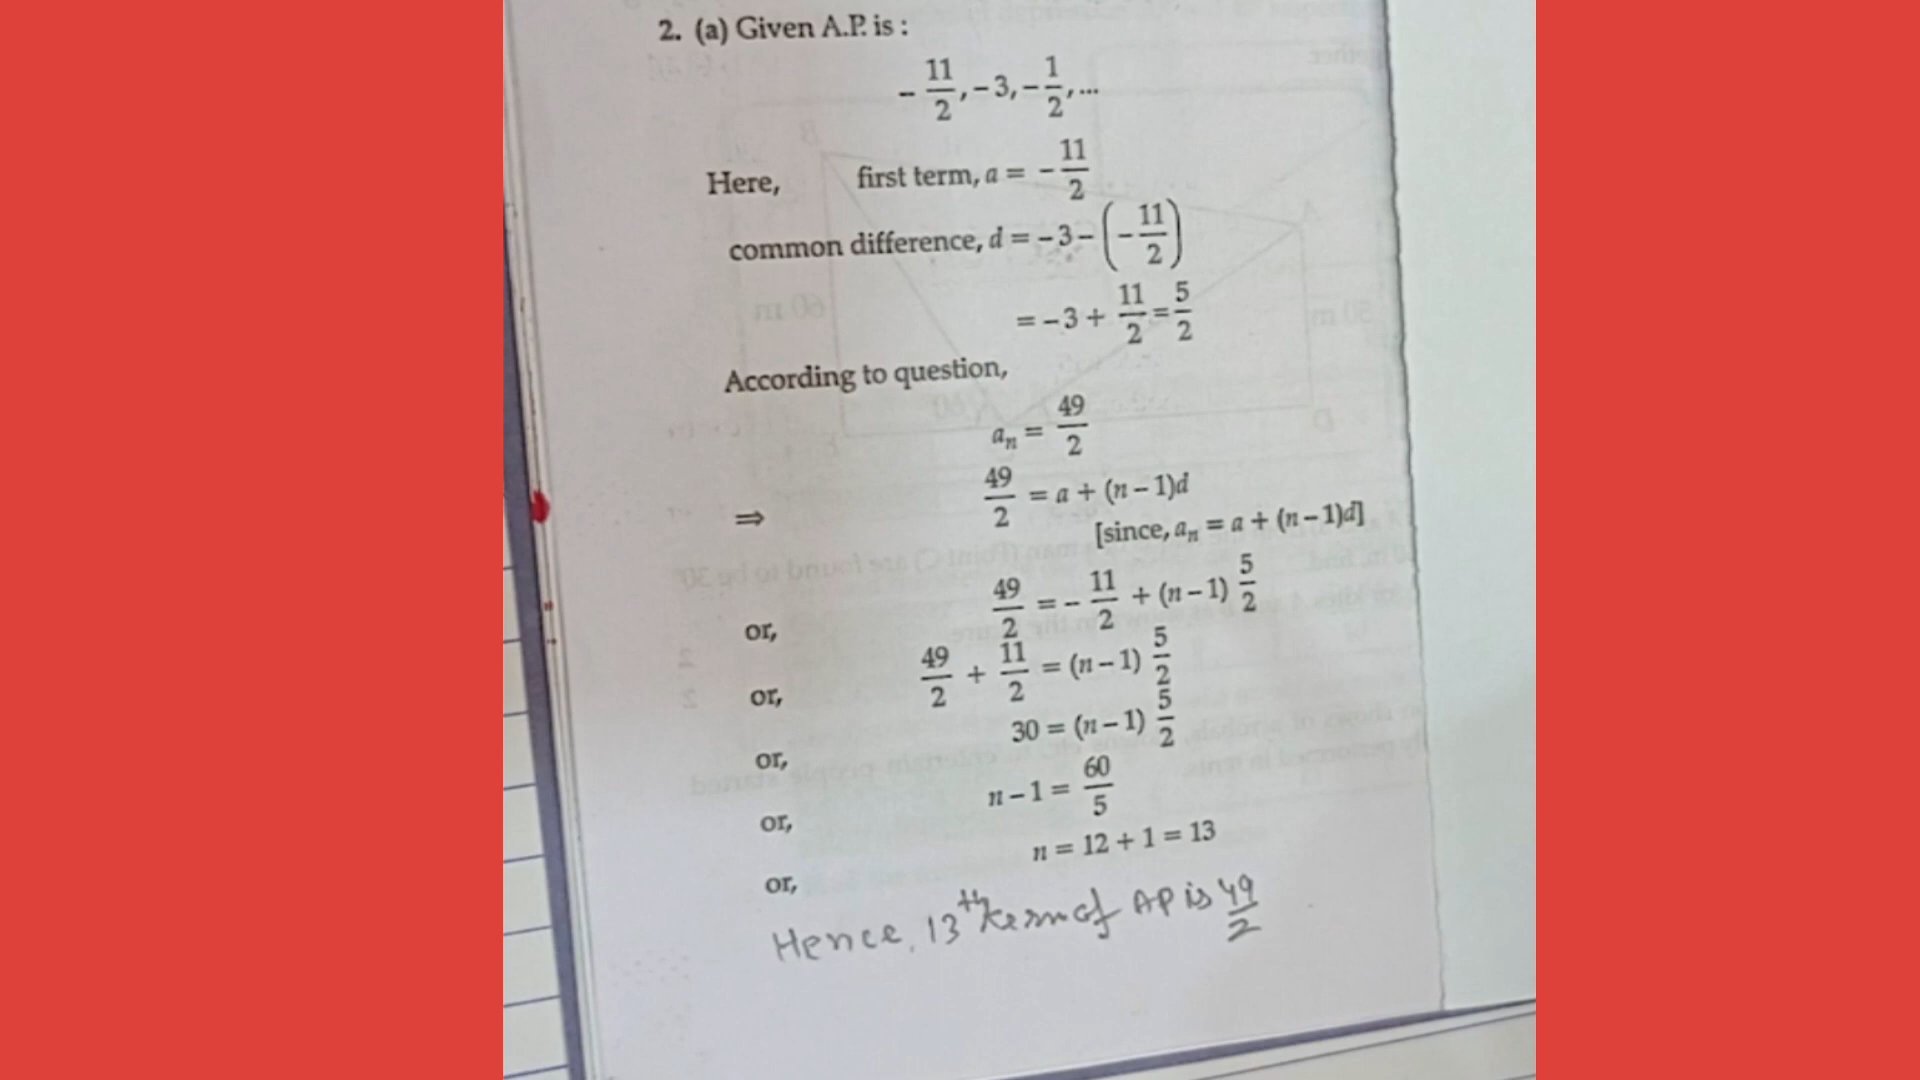 2. (a) Given A.P. is :
- 11/2, - 3, - 1/2, ...
Here, first term, a = - 11/2
common difference, d = - 3 - (- 11/2)
= - 3 + 11/2 = 5/2
According to question,
aₙ = 49/2
⇒ 49/2 = a + (n - 1)d
[since, aₙ = a + (n - 1)d]
or, 49/2 = - 11/2 + (n - 1) 5/2
or, 49/2 + 11/2 = (n - 1) 5/2
or, 30 = (n - 1) 5/2
or, n - 1 = 60/5
or, n = 12 + 1 = 13
Hence, 13th term of AP is 49/2